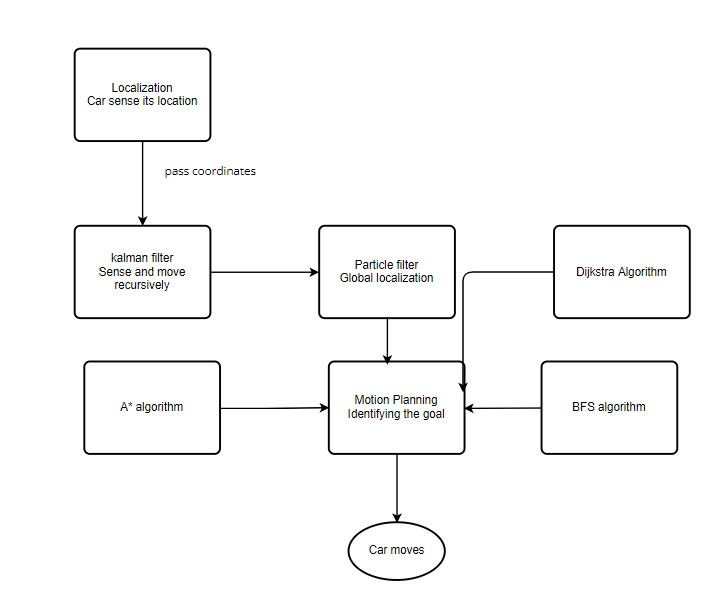 Localization
Car sense its location
pass coordinates
kalman filter
Sense and move
recursively
Particle filter
Global localization
Dijkstra Algorithm
A* algorithm
Motion Planning
Identifying the goal
BFS algorithm
Car moves